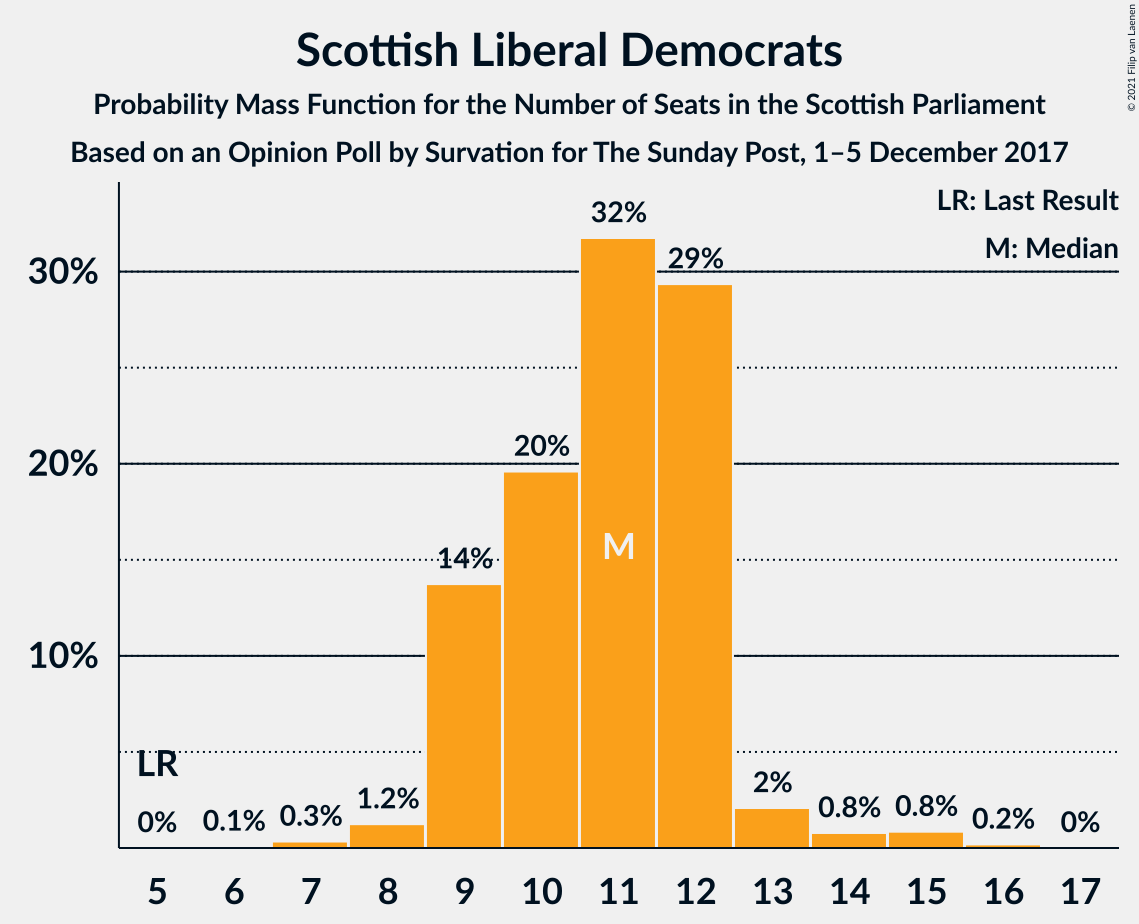 Scottish Liberal Democrats
Probability Mass Function for the Number of Seats in the Scottish Parliament
Based on an Opinion Poll by Survation for The Sunday Post, 1–5 December 2017
© 2021 Filip van Laenen
LR: Last Result
M: Median
32%
29%
30%
20%
20%
14%
M
10%
LR
0%
0.1%
0.3%
1.2%
2%
0.8%
0.8%
0.2%
0%
5 6 7 8 9 10 11 12 13 14 15 16 17